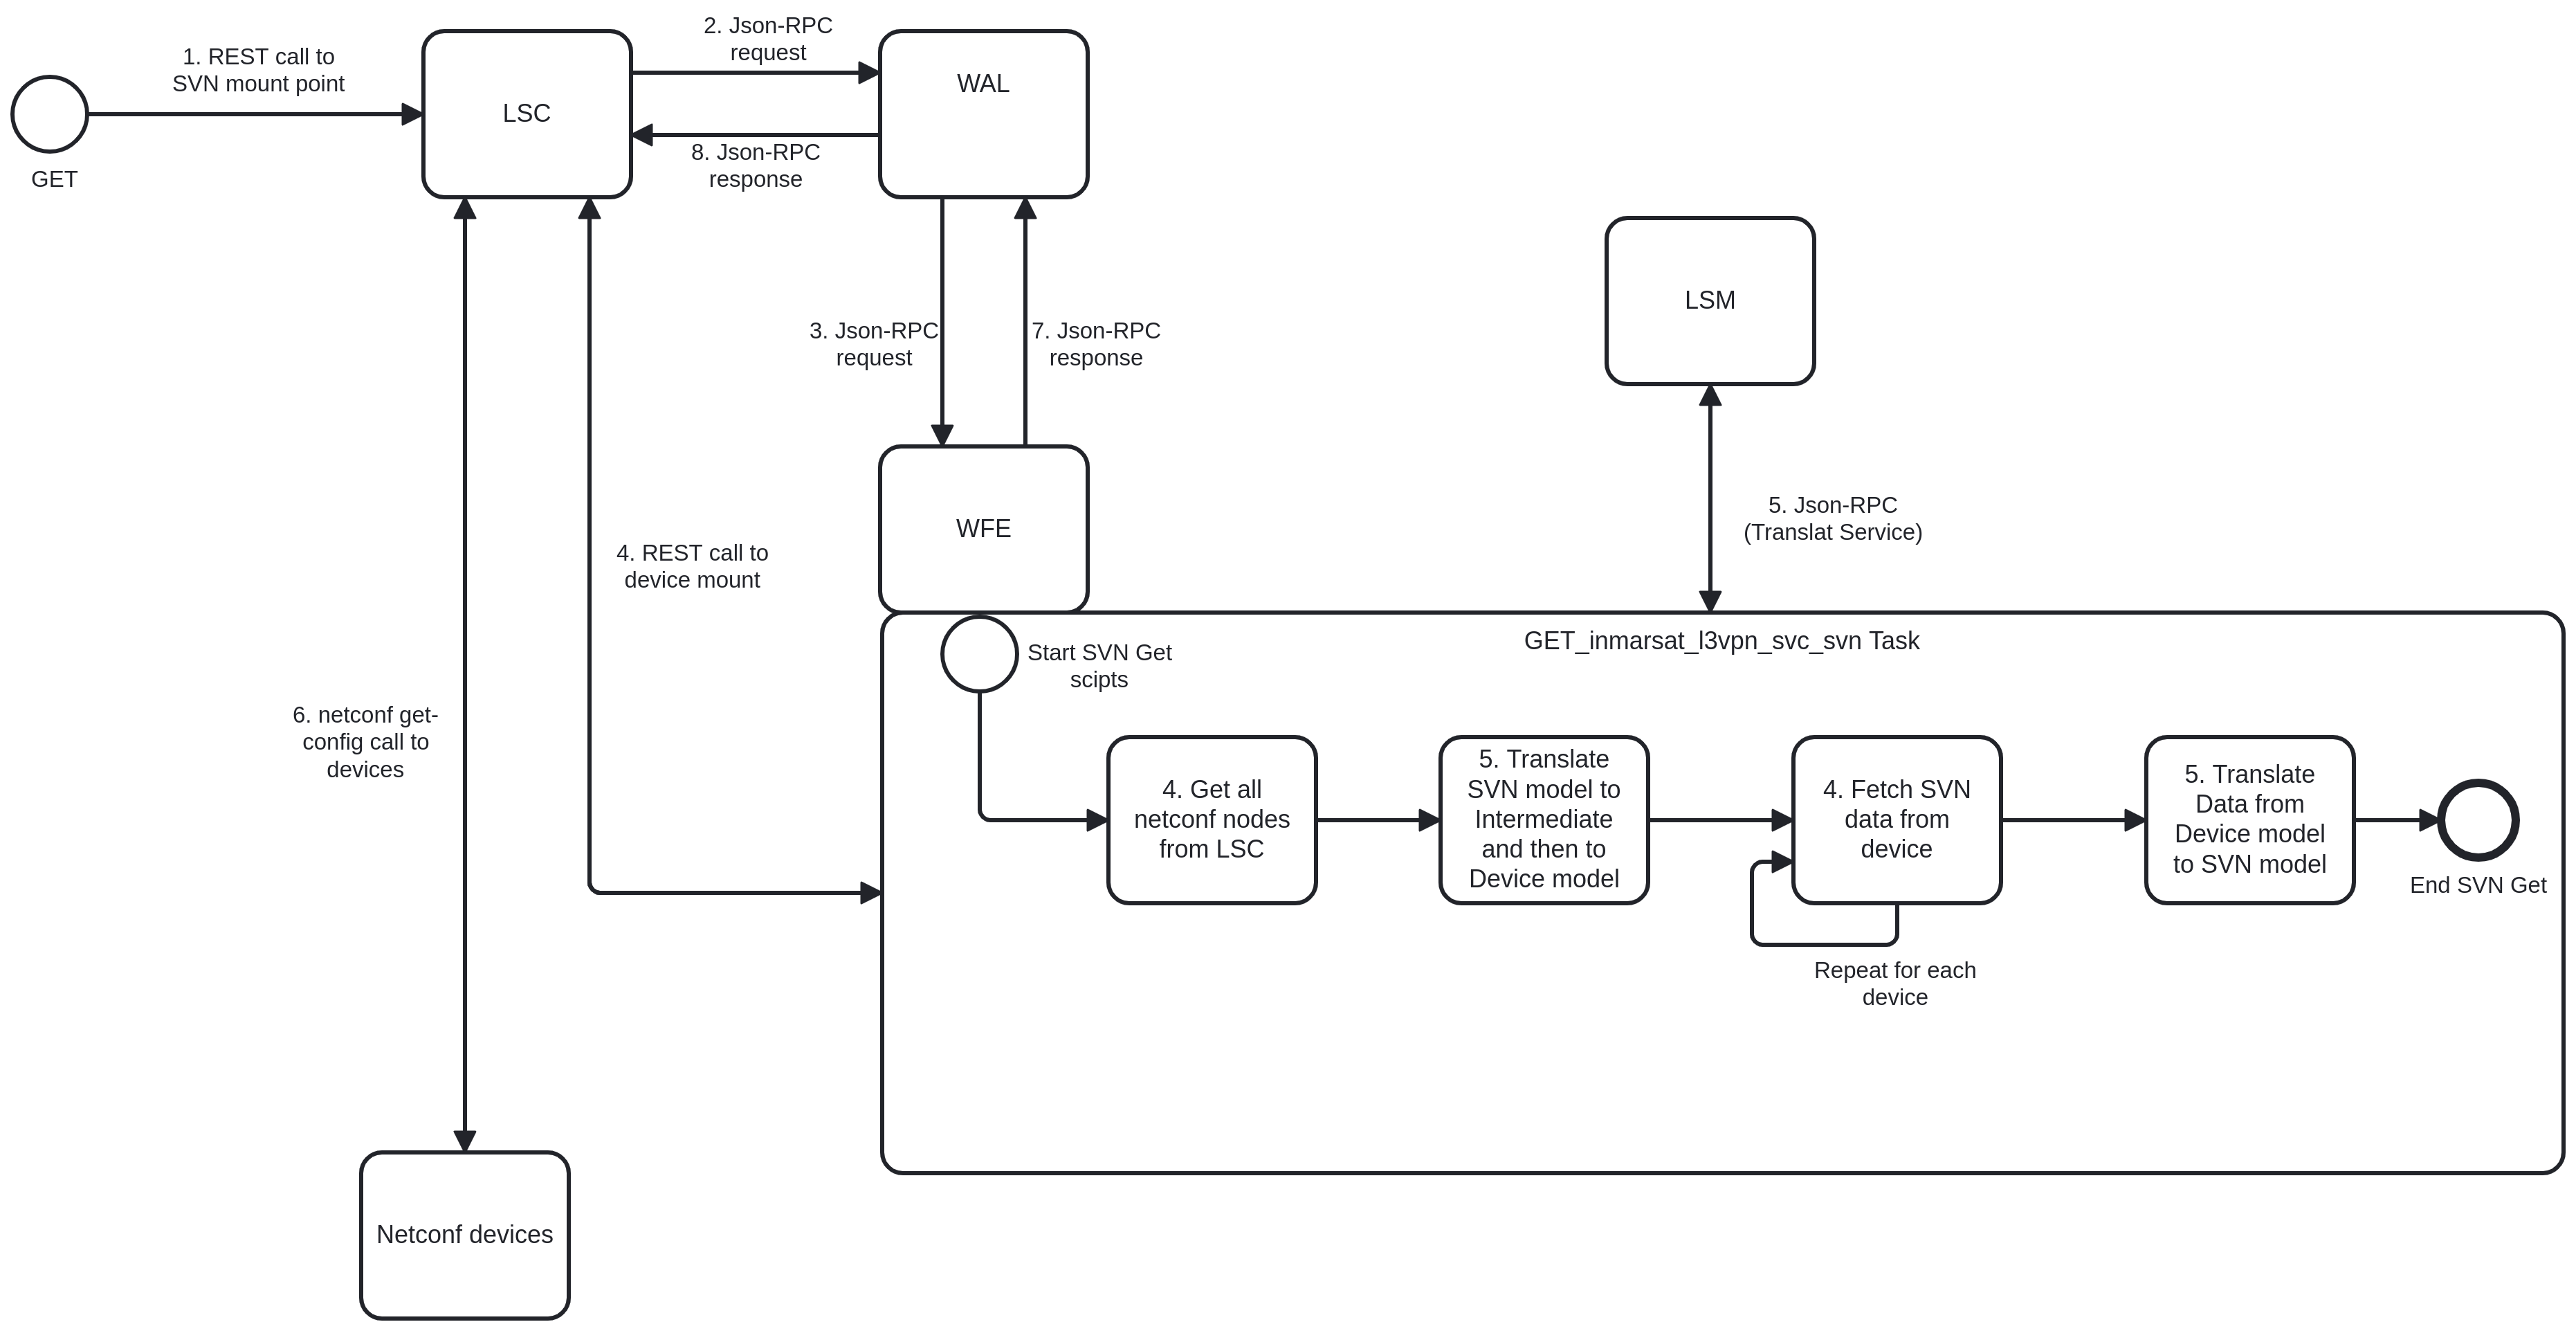 2. Json-RPC
request
1. REST call to
SVN mount point
LSC
WAL
8. Json-RPC
response
GET
LSM
3. Json-RPC
request
7. Json-RPC
response
5. Json-RPC
(Translat Service)
WFE
4. REST call to
device mount
GET_inmarsat_l3vpn_svc_svn Task
Start SVN Get
scipts
6. netconf get-
config call to
devices
4. Get all
netconf nodes
from LSC
5. Translate
SVN model to
Intermediate
and then to
Device model
4. Fetch SVN
data from
device
5. Translate
Data from
Device model
to SVN model
End SVN Get
Repeat for each
device
Netconf devices